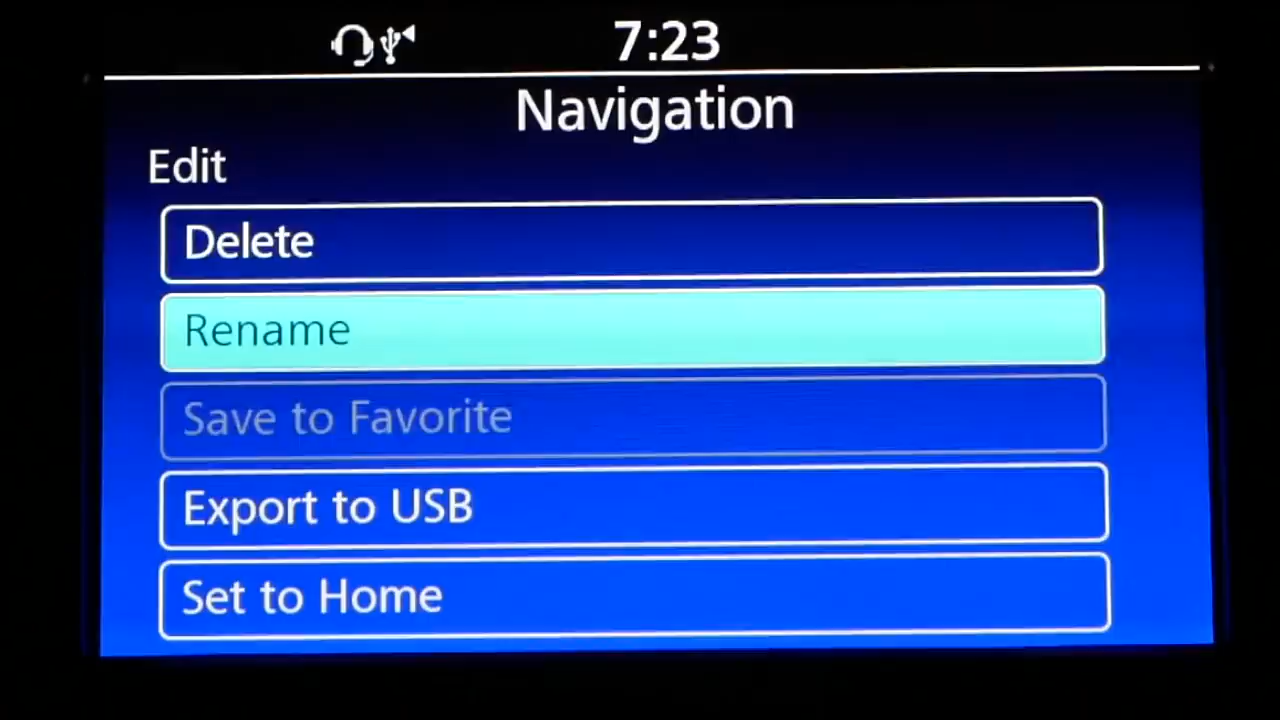 7:23
Navigation
Edit
Delete
Rename
Save to Favorite
Export to USB
Set to Home